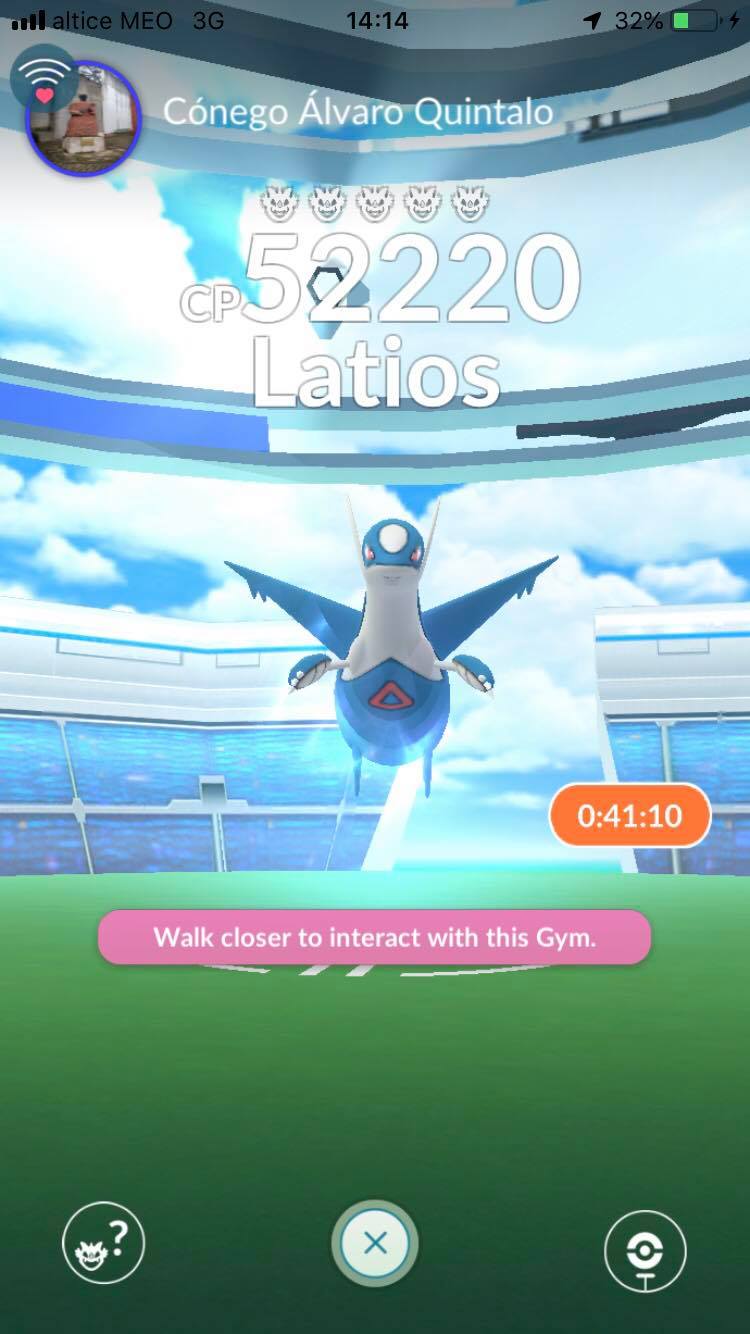 altice MEO 3G 14:14 32%
Cónego Álvaro Quintalo
CP52220
Latios
0:41:10
Walk closer to interact with this Gym.
?